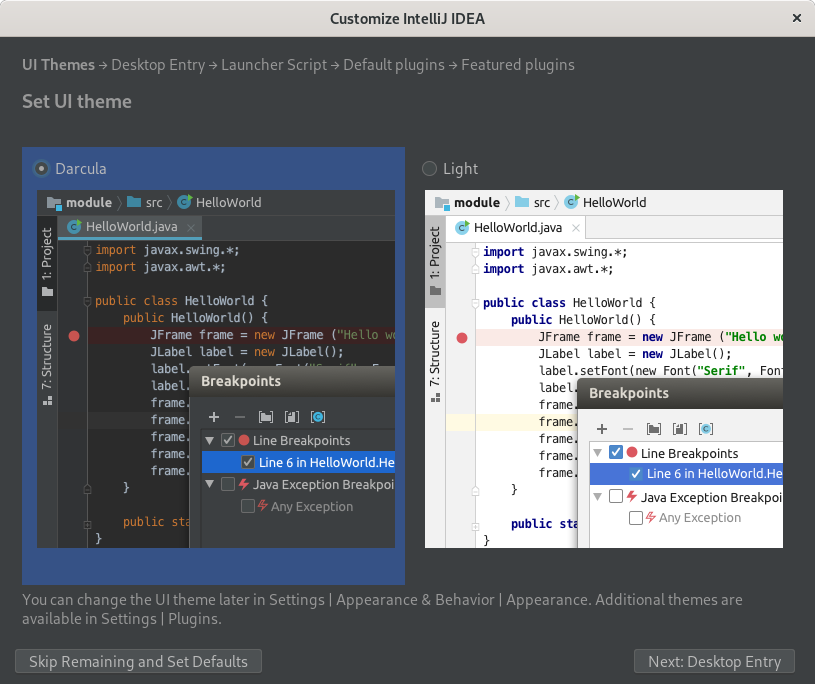 Customize IntelliJ IDEA
UI Themes → Desktop Entry → Launcher Script → Default plugins → Featured plugins
Set UI theme
Darcula
module
src
HelloWorld
HelloWorld.java
1: Project
7: Structure
import javax.swing.*;
import javax.awt.*;
public class HelloWorld {
public HelloWorld() {
JFrame frame = new JFrame ("Hello wo
JLabel label = new JLabel();
label.setFont(new Font("Serif", Font
label.
frame.
frame.
frame.
frame.
frame.
}
public sta
}
Breakpoints
Line Breakpoints
Line 6 in HelloWorld.He
Java Exception Breakpoi
Any Exception
Light
module
src
HelloWorld
HelloWorld.java
1: Project
7: Structure
import javax.swing.*;
import javax.awt.*;
public class HelloWorld {
public HelloWorld() {
JFrame frame = new JFrame ("Hello wo
JLabel label = new JLabel();
label.setFont(new Font("Serif", Font
label.
frame.
frame.
frame.
frame.
frame.
}
public sta
}
Breakpoints
Line Breakpoints
Line 6 in HelloWorld.He
Java Exception Breakpoi
Any Exception
You can change the UI theme later in Settings | Appearance & Behavior | Appearance. Additional themes are
available in Settings | Plugins.
Skip Remaining and Set Defaults
Next: Desktop Entry